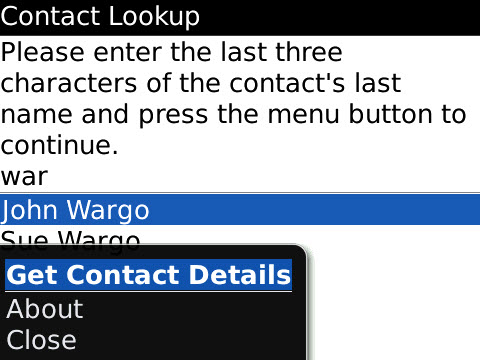 Contact Lookup
Please enter the last three
characters of the contact's last
name and press the menu button to
continue.
war
John Wargo
Sue Wargo
Get Contact Details
About
Close